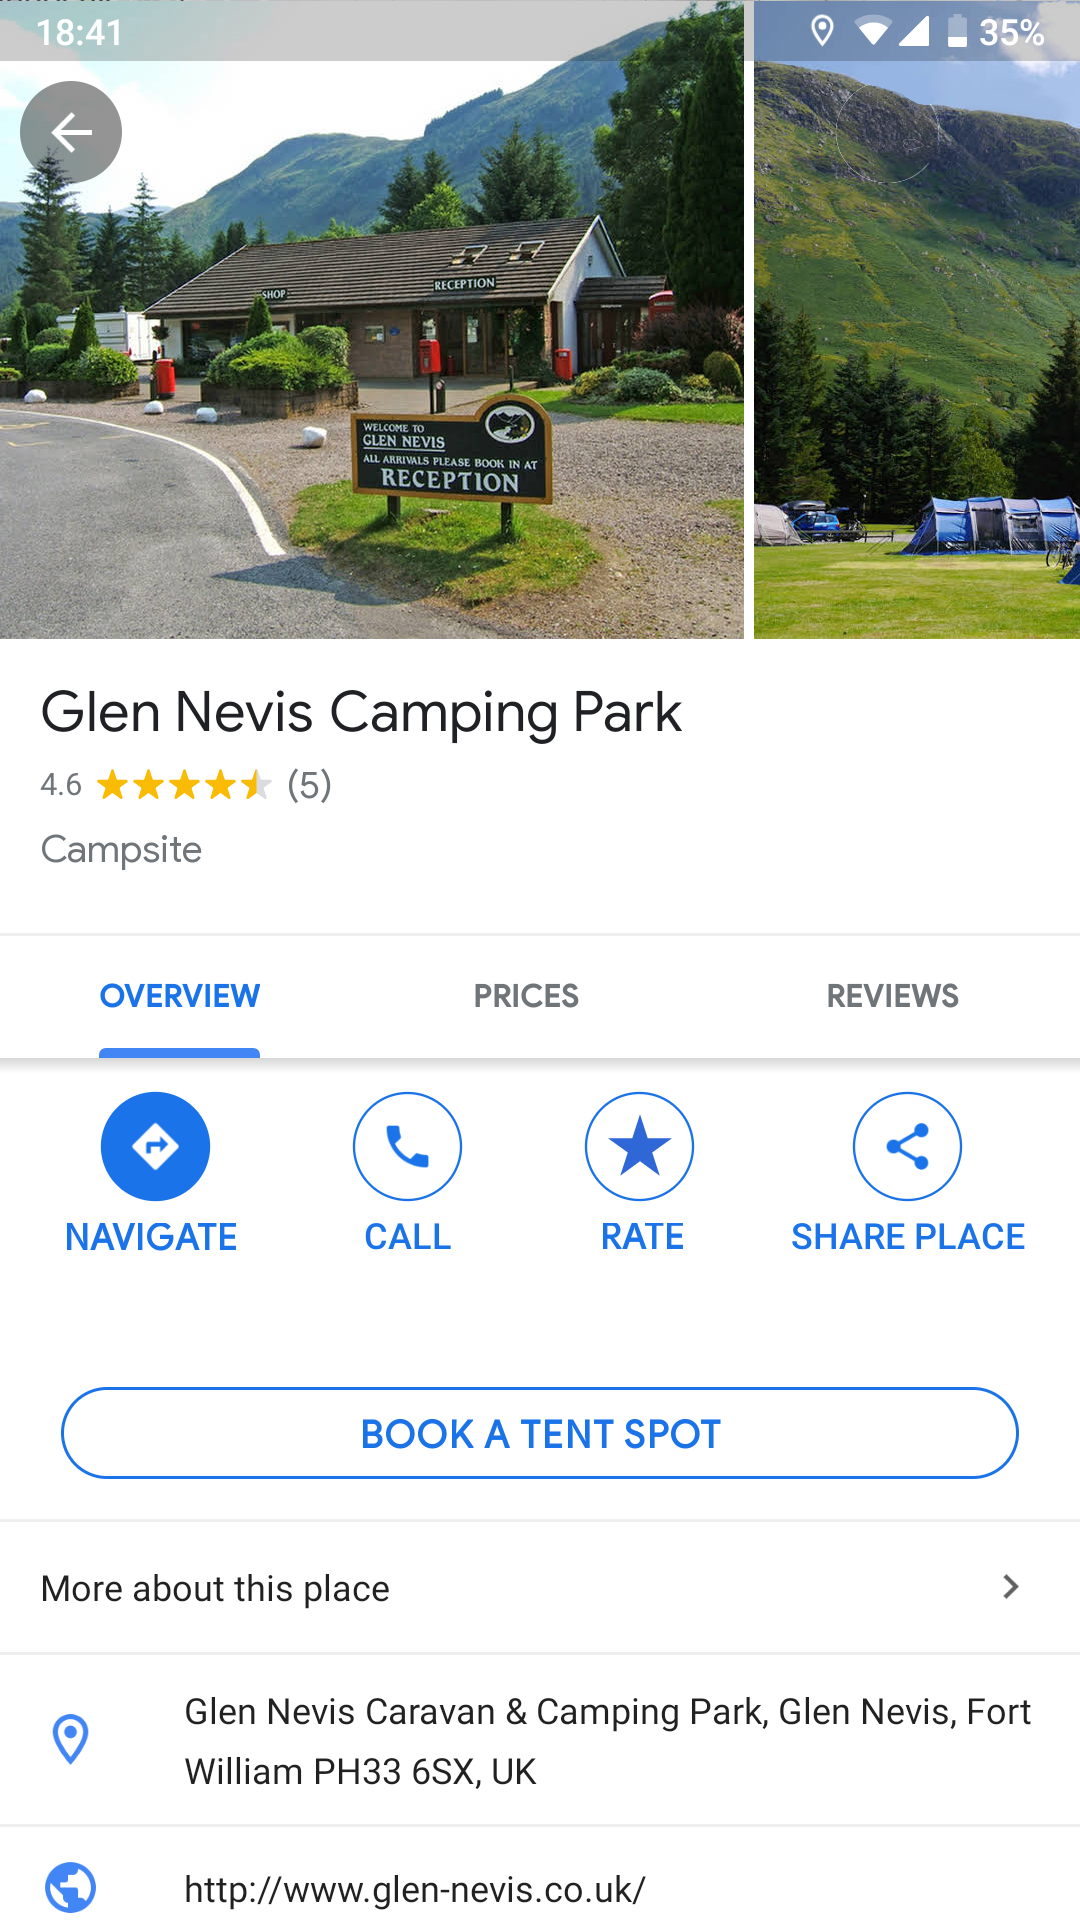 18:41
35%
SHOP
RECEPTION
WELCOME TO
GLEN NEVIS
ALL ARRIVALS PLEASE BOOK IN AT
RECEPTION
Glen Nevis Camping Park
4.6 (5)
Campsite
OVERVIEW PRICES REVIEWS
NAVIGATE CALL RATE SHARE PLACE
BOOK A TENT SPOT
More about this place
Glen Nevis Caravan & Camping Park, Glen Nevis, Fort
William PH33 6SX, UK
http://www.glen-nevis.co.uk/